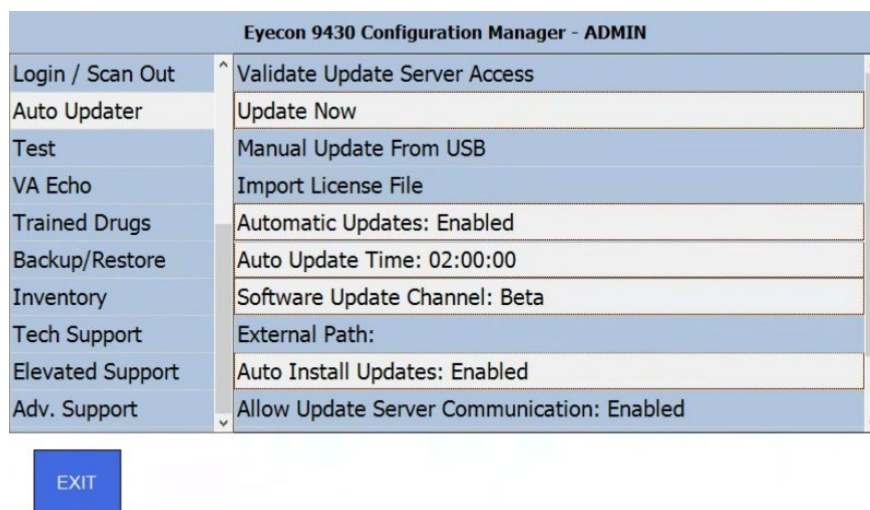 Eyecon 9430 Configuration Manager - ADMIN
Login / Scan Out
Auto Updater
Test
VA Echo
Trained Drugs
Backup/Restore
Inventory
Tech Support
Elevated Support
Adv. Support
Validate Update Server Access
Update Now
Manual Update From USB
Import License File
Automatic Updates: Enabled
Auto Update Time: 02:00:00
Software Update Channel: Beta
External Path:
Auto Install Updates: Enabled
Allow Update Server Communication: Enabled
EXIT